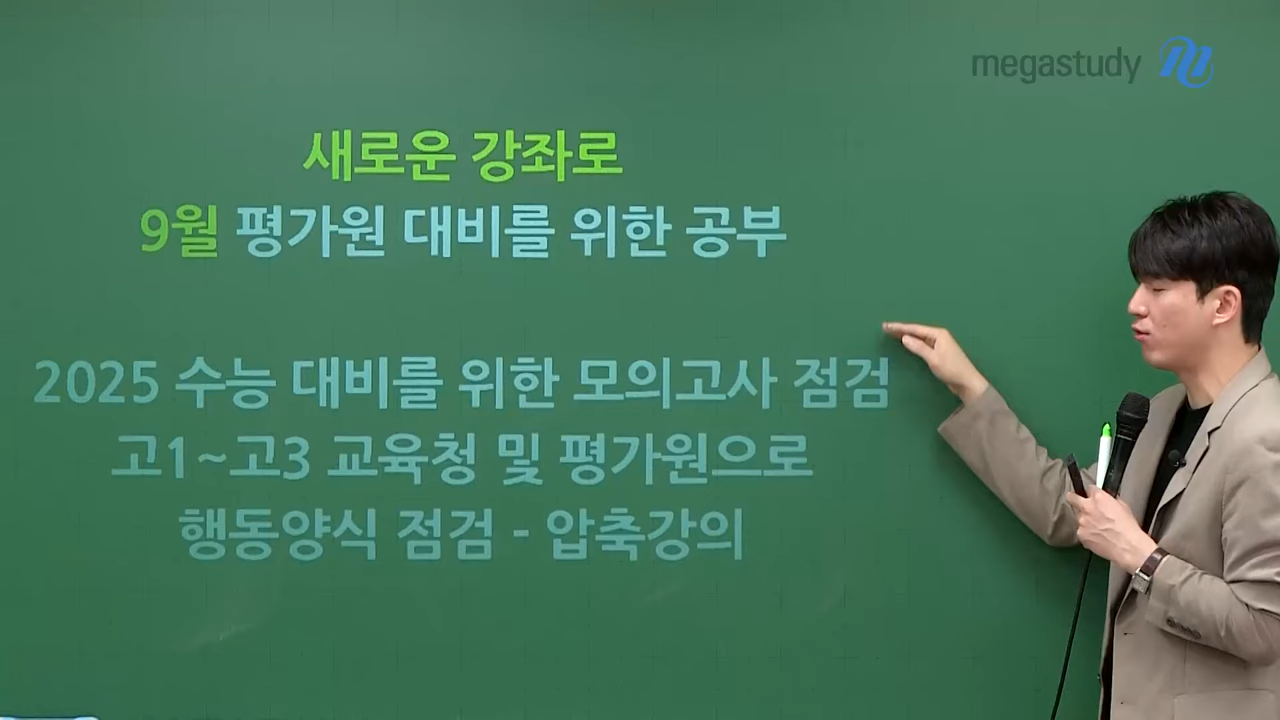 megastudy
새로운 강좌로
9월 평가원 대비를 위한 공부
2025 수능 대비를 위한 모의고사 점검
고1~고3 교육청 및 평가원으로
행동양식 점검 - 압축강의